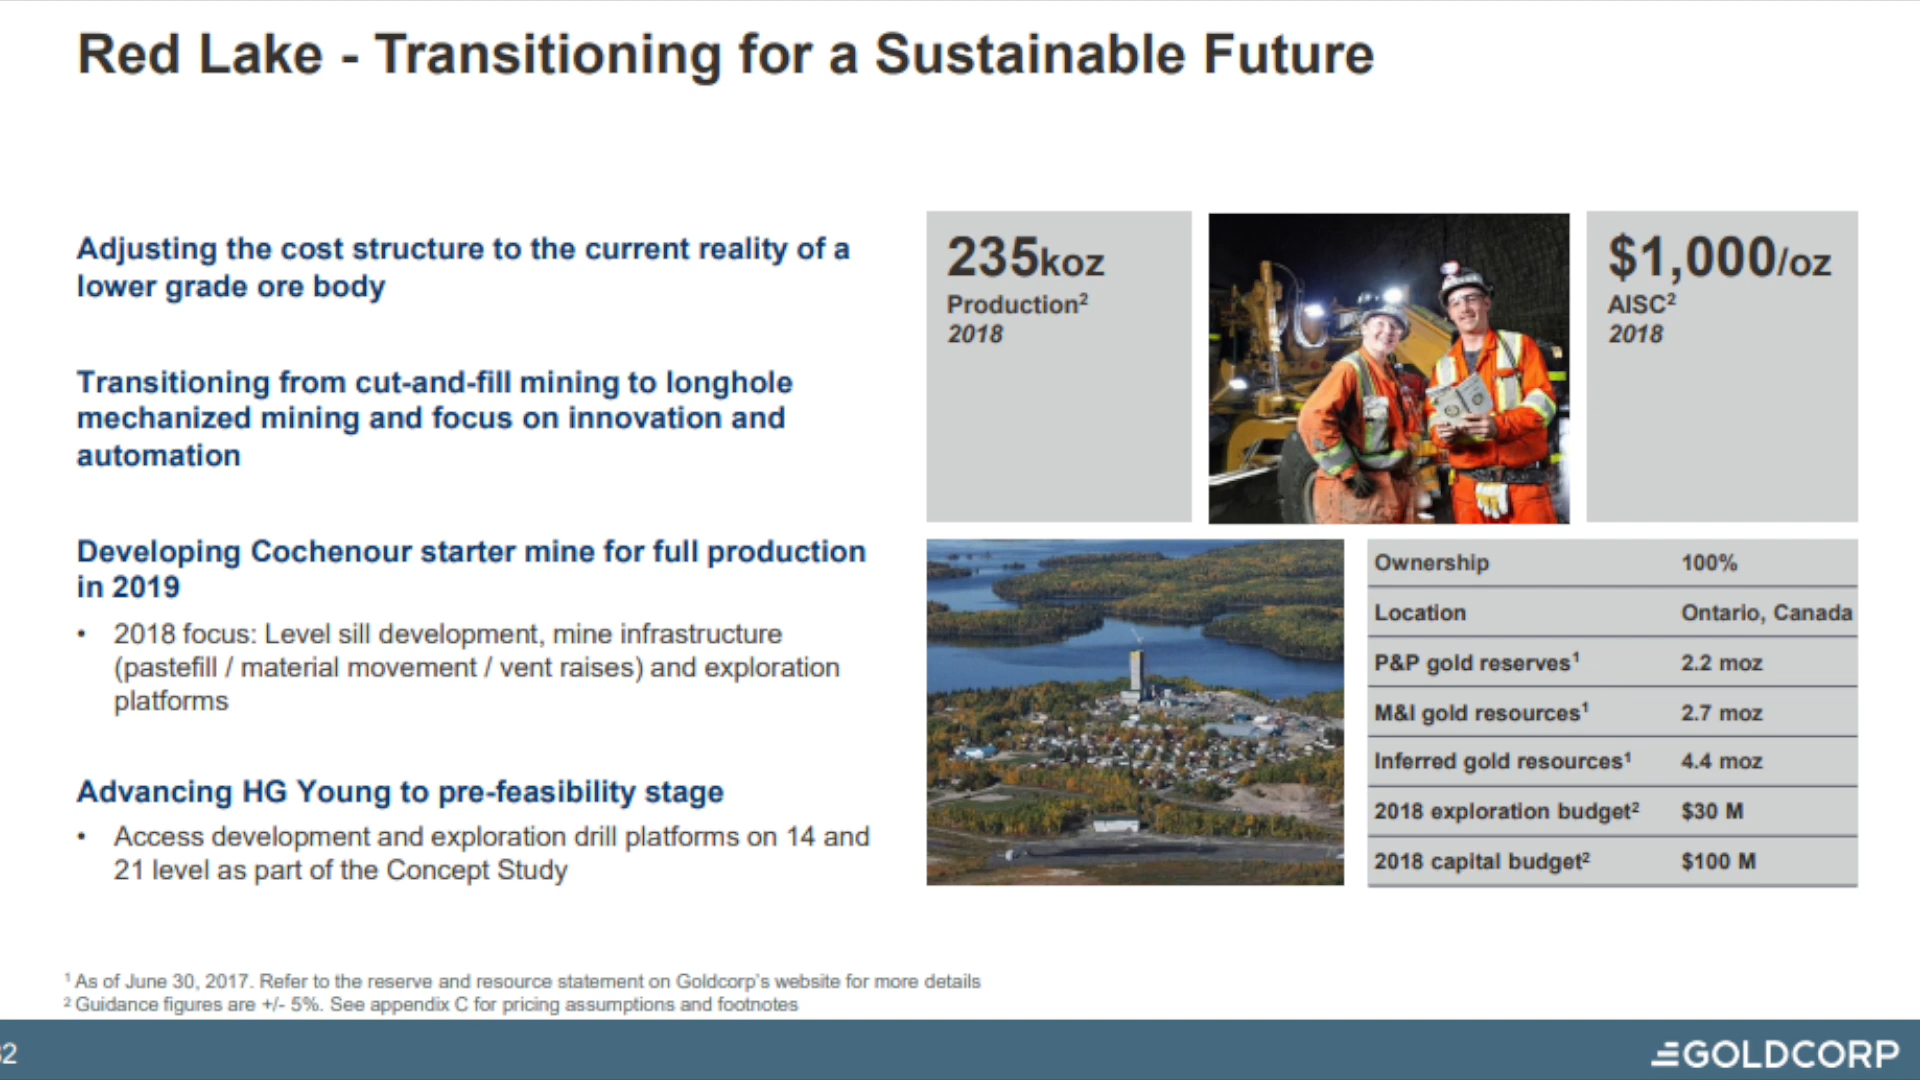 Red Lake - Transitioning for a Sustainable Future
Adjusting the cost structure to the current reality of a
lower grade ore body
Transitioning from cut-and-fill mining to longhole
mechanized mining and focus on innovation and
automation
Developing Cochenour starter mine for full production
in 2019
• 2018 focus: Level sill development, mine infrastructure
(pastefill / material movement / vent raises) and exploration
platforms
Advancing HG Young to pre-feasibility stage
• Access development and exploration drill platforms on 14 and
21 level as part of the Concept Study
235koz
Production²
2018
$1,000/oz
AISC²
2018
Ownership 100%
Location Ontario, Canada
P&P gold reserves¹ 2.2 moz
M&I gold resources¹ 2.7 moz
Inferred gold resources¹ 4.4 moz
2018 exploration budget² $30 M
2018 capital budget² $100 M
¹ As of June 30, 2017. Refer to the reserve and resource statement on Goldcorp's website for more details
² Guidance figures are +/- 5%. See appendix C for pricing assumptions and footnotes
GOLDCORP